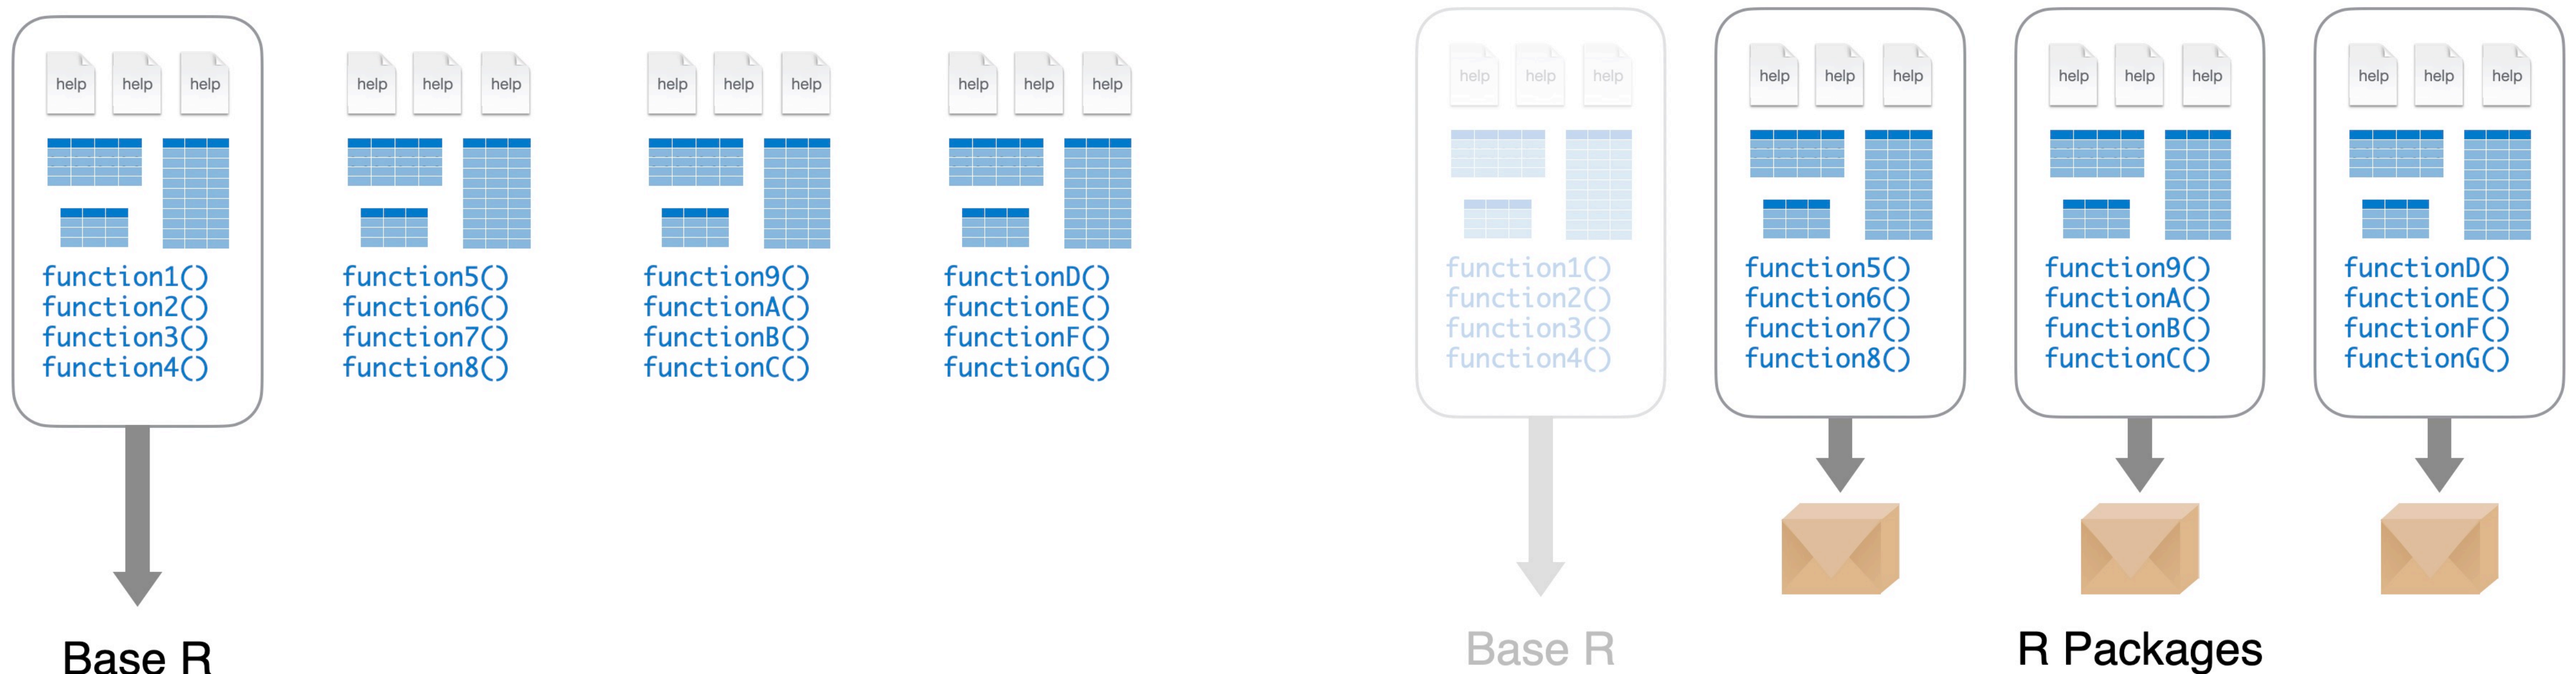 help help help
function1()
function2()
function3()
function4()
Base R
help help help
function5()
function6()
function7()
function8()
help help help
function9()
functionA()
functionB()
functionC()
help help help
functionD()
functionE()
functionF()
functionG()
help help help
function1()
function2()
function3()
function4()
Base R
help help help
function5()
function6()
function7()
function8()
help help help
function9()
functionA()
functionB()
functionC()
help help help
functionD()
functionE()
functionF()
functionG()
R Packages